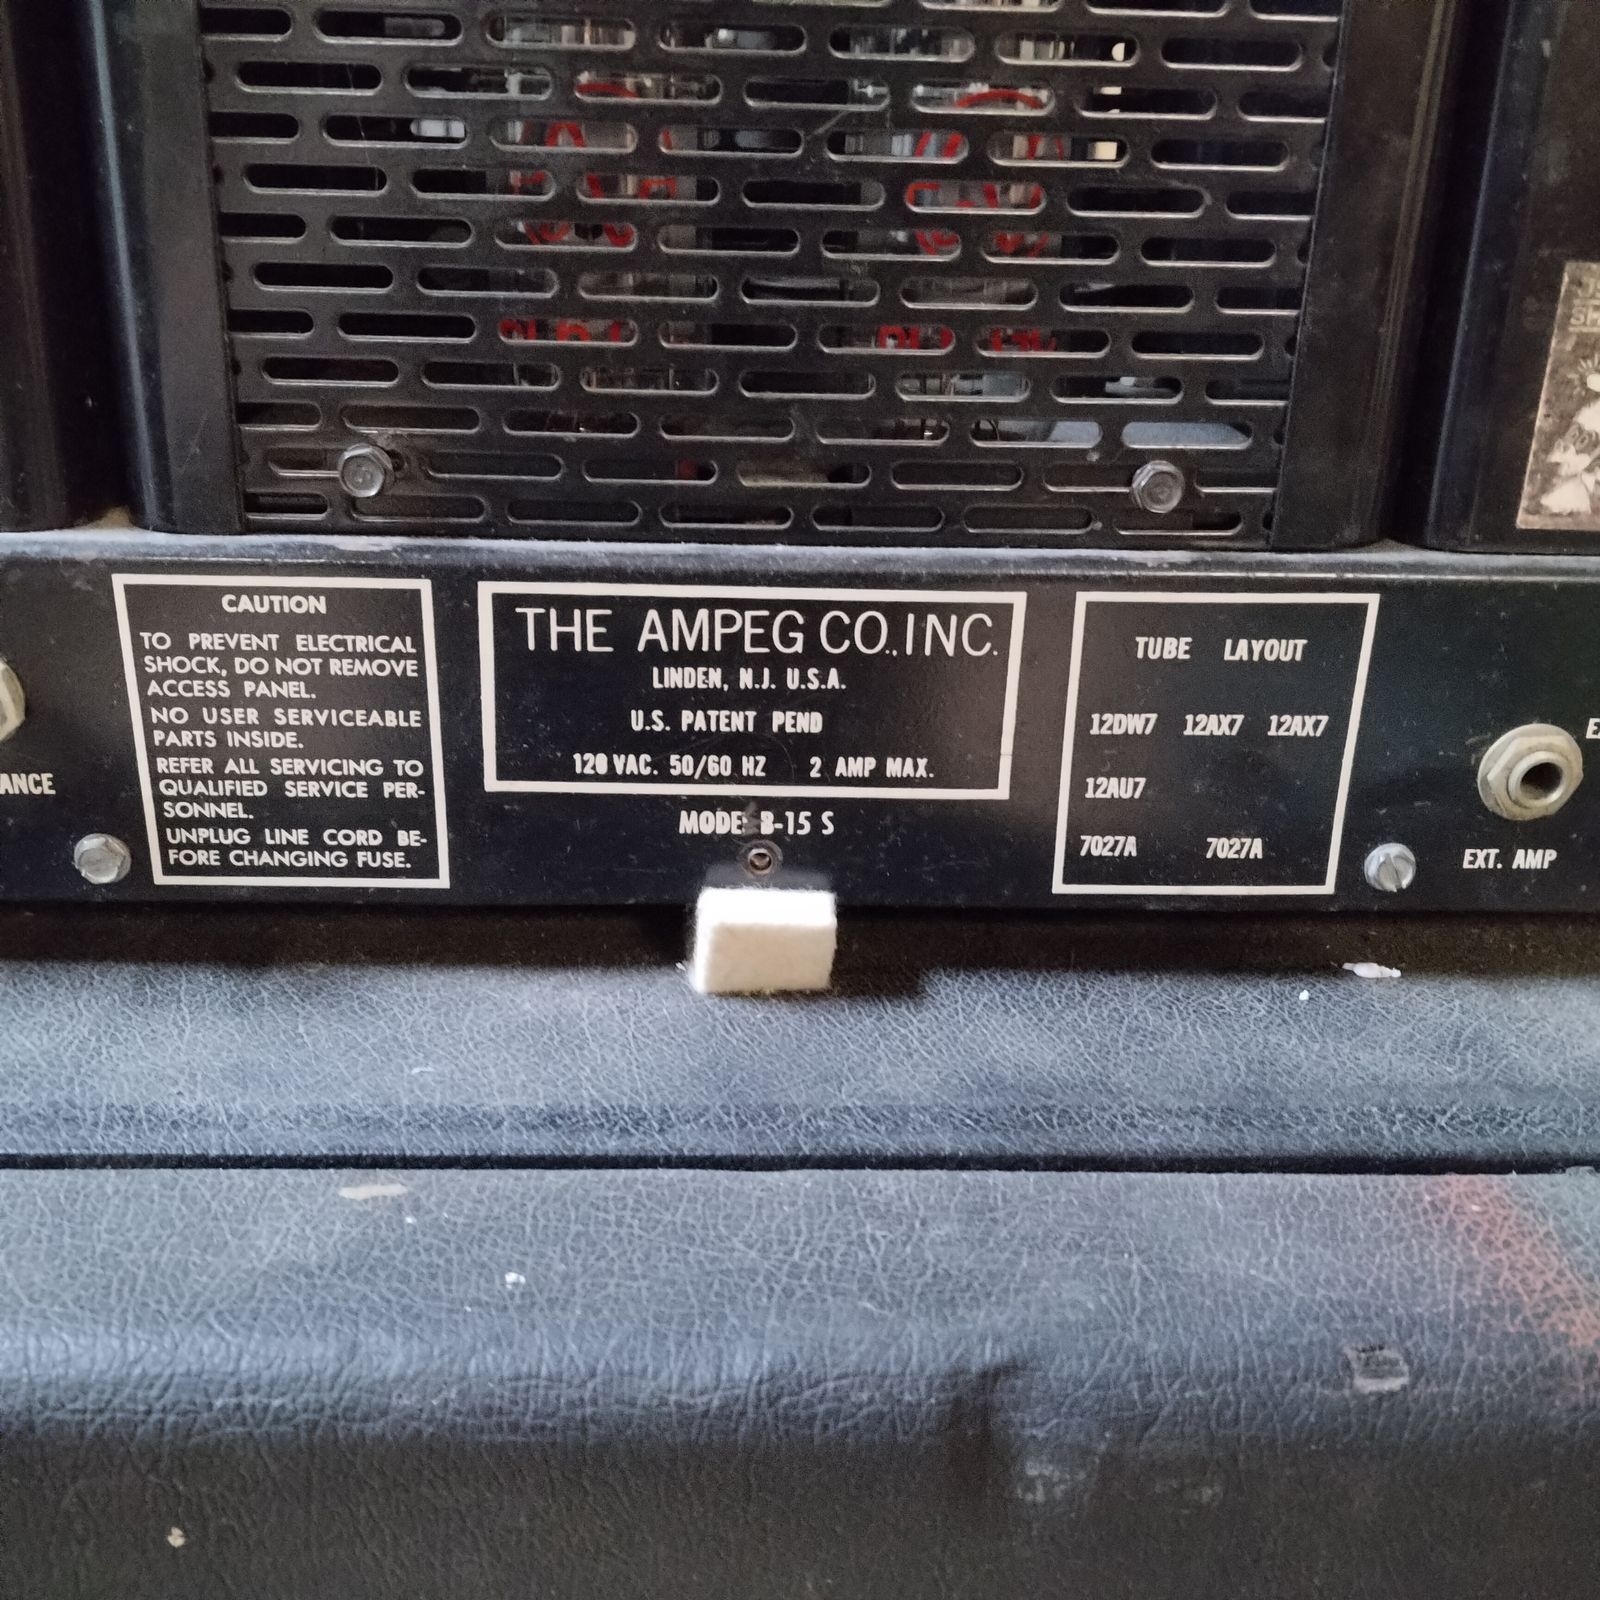 CAUTION
TO PREVENT ELECTRICAL
SHOCK, DO NOT REMOVE
ACCESS PANEL.
NO USER SERVICEABLE
PARTS INSIDE.
REFER ALL SERVICING TO
QUALIFIED SERVICE PER-
SONNEL.
UNPLUG LINE CORD BE-
FORE CHANGING FUSE.
THE AMPEG CO., INC.
LINDEN, N.J. U.S.A.
U.S. PATENT PEND
120 VAC. 50/60 HZ 2 AMP MAX.
MODE B-15 S
TUBE LAYOUT
12DW7 12AX7 12AX7
12AU7
7027A 7027A
EXT. AMP
ANCE